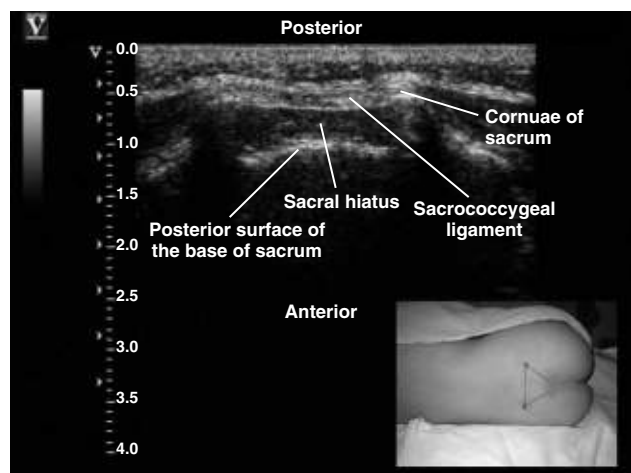 V
Posterior
V
0.0
0.5
1.0
1.5
2.0
2.5
3.0
3.5
4.0
Cornuae of
sacrum
Sacral hiatus
Sacrococcygeal
ligament
Posterior surface of
the base of sacrum
Anterior